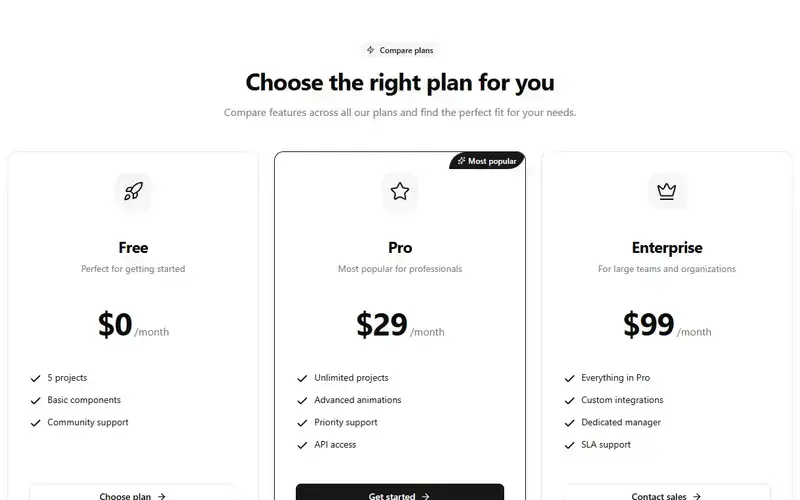 Compare plans
Choose the right plan for you
Compare features across all our plans and find the perfect fit for your needs.
Free
Perfect for getting started
$0/month
5 projects
Basic components
Community support
Choose plan
Most popular
Pro
Most popular for professionals
$29/month
Unlimited projects
Advanced animations
Priority support
API access
Get started
Enterprise
For large teams and organizations
$99/month
Everything in Pro
Custom integrations
Dedicated manager
SLA support
Contact sales